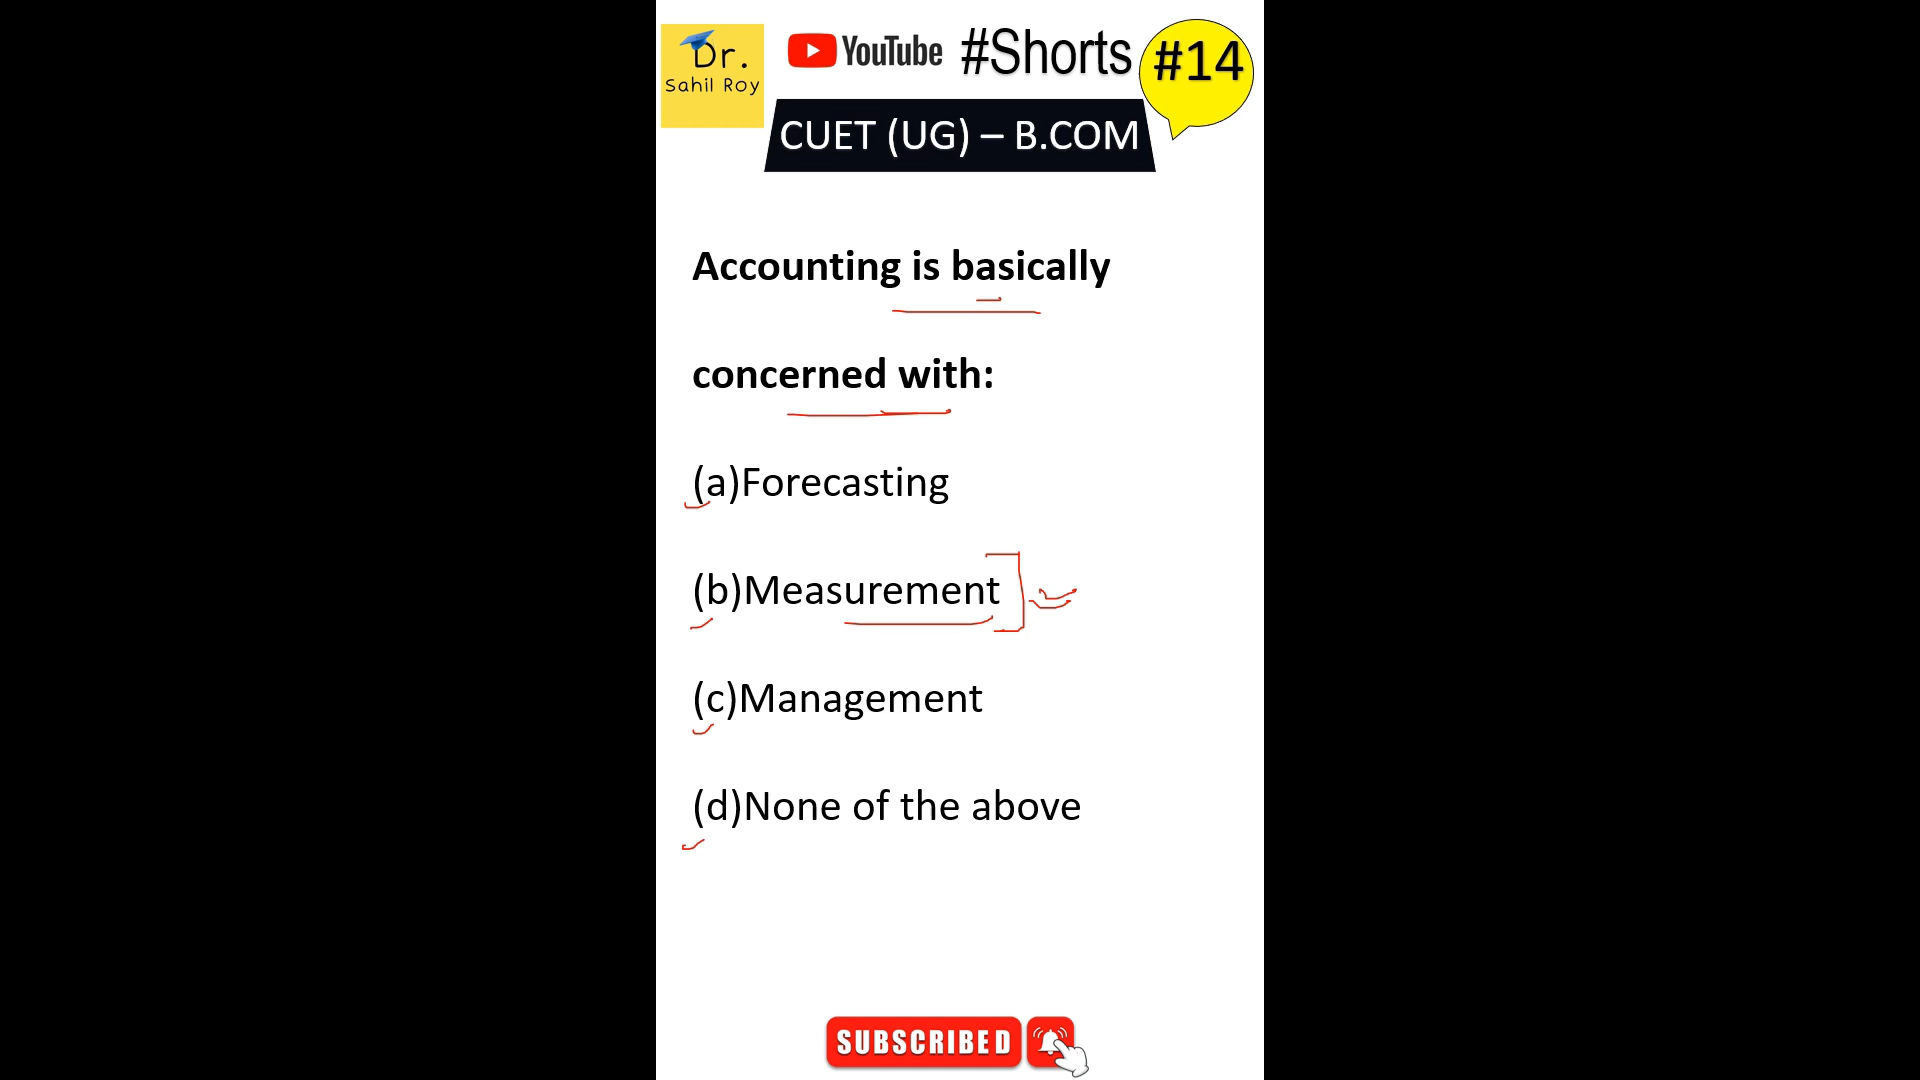 Dr.
Sahil Roy
YouTube #Shorts #14
CUET (UG) – B.COM
Accounting is basically
concerned with:
(a)Forecasting
(b)Measurement
(c)Management
(d)None of the above
SUBSCRIBED